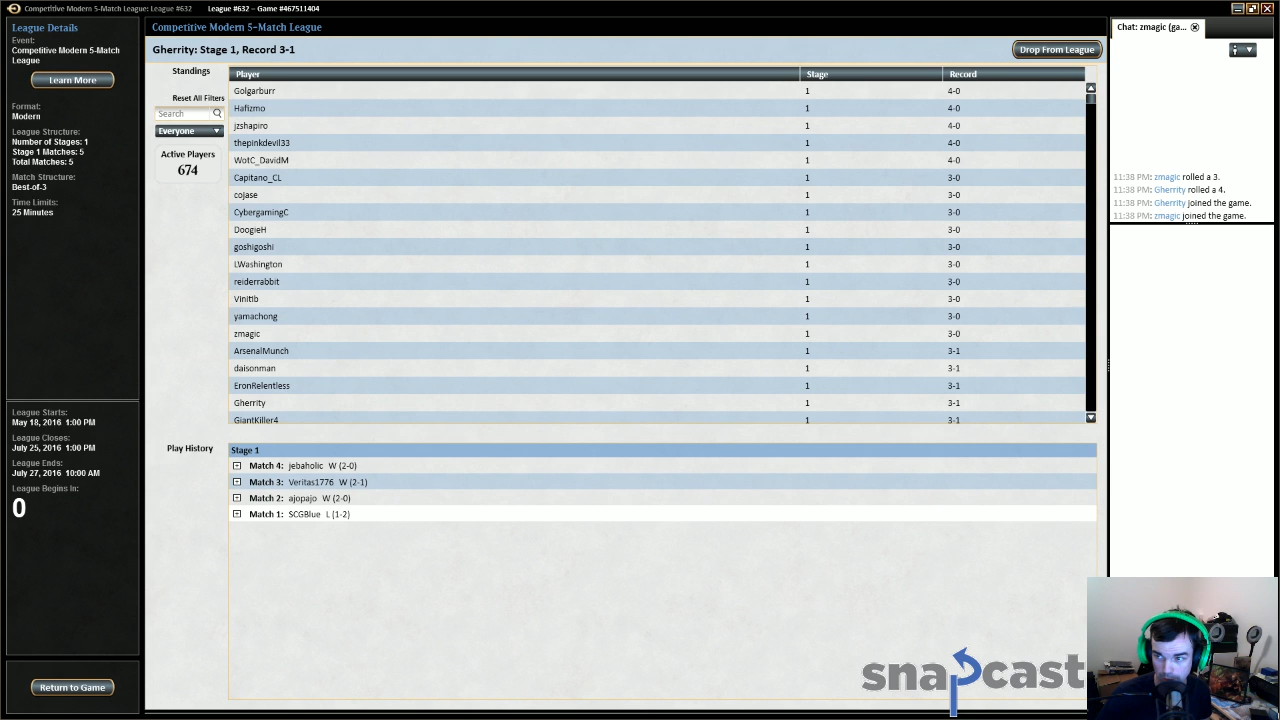 Competitive Modern 5-Match League: League #632 League #632 – Game #467511404
League Details
Event:
Competitive Modern 5-Match
League
Learn More
Format:
Modern
League Structure:
Number of Stages: 1
Stage 1 Matches: 5
Total Matches: 5
Match Structure:
Best-of-3
Time Limits:
25 Minutes
League Starts:
May 18, 2016 1:00 PM
League Closes:
July 25, 2016 1:00 PM
League Ends:
July 27, 2016 10:00 AM
League Begins In:
0
Return to Game
Competitive Modern 5-Match League
Gherrity: Stage 1, Record 3-1
Drop From League
Standings
Reset All Filters
Search
Everyone
Active Players
674
Player Stage Record
Golgarburr 1 4-0
Hafizmo 1 4-0
jzshapiro 1 4-0
thepinkdevil33 1 4-0
WotC_DavidM 1 4-0
Capitano_CL 1 3-0
cojase 1 3-0
CybergamingC 1 3-0
DoogieH 1 3-0
goshigoshi 1 3-0
LWashington 1 3-0
reiderrabbit 1 3-0
Vinitlb 1 3-0
yamachong 1 3-0
zmagic 1 3-0
ArsenalMunch 1 3-1
daisonman 1 3-1
EronRelentless 1 3-1
Gherrity 1 3-1
GiantKiller4 1 3-1
Play History
Stage 1
Match 4: jebaholic W (2-0)
Match 3: Veritas1776 W (2-1)
Match 2: ajopajo W (2-0)
Match 1: SCGBlue L (1-2)
Chat: zmagic (ga...
11:38 PM: zmagic rolled a 3.
11:38 PM: Gherrity rolled a 4.
11:38 PM: Gherrity joined the game.
11:38 PM: zmagic joined the game.
snapcast